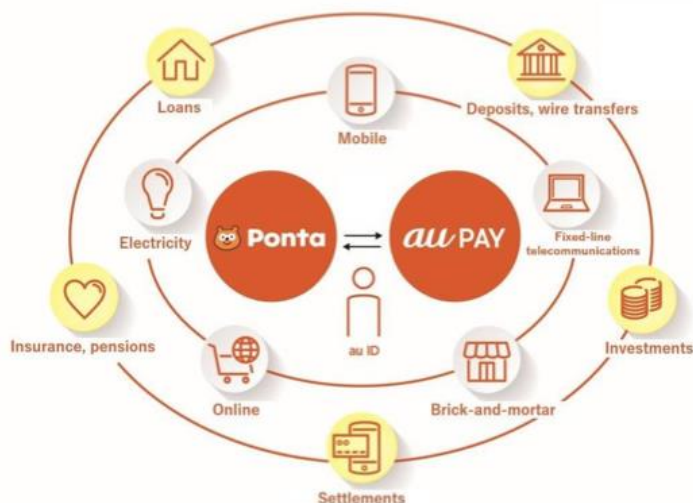 Loans
Deposits, wire transfers
Mobile
Electricity
Ponta
au PAY
Fixed-line
telecommunications
au ID
Insurance, pensions
Investments
Online
Brick-and-mortar
Settlements